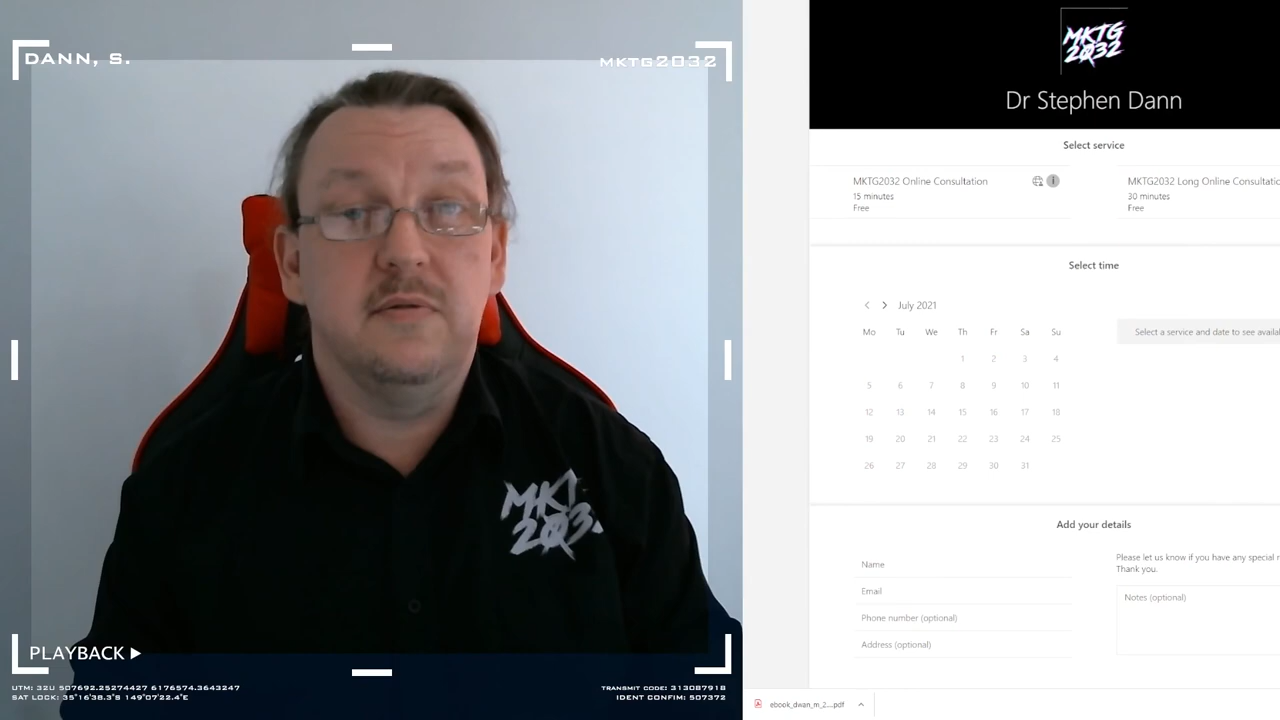 DANN, S.
MKTG2032
PLAYBACK
UTM: 32U 507692.25274427 6176574.3643247
SAT LOCK: 35°16'38.3"S 149°07'22.4"E
TRANSMIT CODE: 31308791B
IDENT CONFIM: 507372
MKTG
2032
Dr Stephen Dann
Select service
MKTG2032 Online Consultation
15 minutes
Free
MKTG2032 Long Online Consultatio
30 minutes
Free
Select time
July 2021
Mo Tu We Th Fr Sa Su
1 2 3 4
5 6 7 8 9 10 11
12 13 14 15 16 17 18
19 20 21 22 23 24 25
26 27 28 29 30 31
Select a service and date to see availa
Add your details
Name
Email
Phone number (optional)
Address (optional)
Please let us know if you have any special r
Thank you.
Notes (optional)
ebook_dwan_m_2....pdf